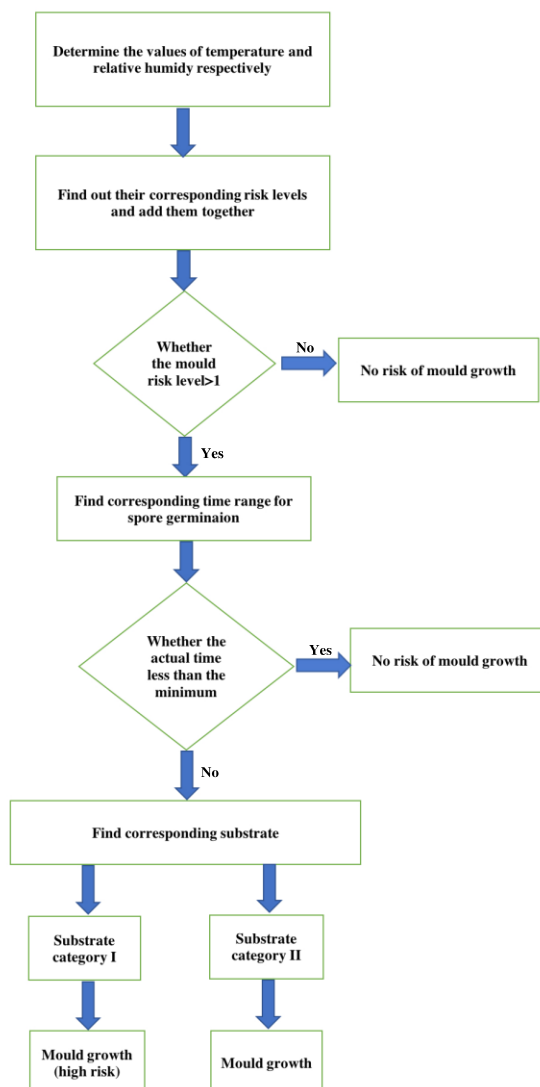 Determine the values of temperature and
relative humidy respectively
Find out their corresponding risk levels
and add them together
Whether
the mould
risk level>1
No
No risk of mould growth
Yes
Find corresponding time range for
spore germinaion
Whether the
actual time
less than the
minimum
Yes
No risk of mould growth
No
Find corresponding substrate
Substrate
category I
Substrate
category II
Mould growth
(high risk)
Mould growth